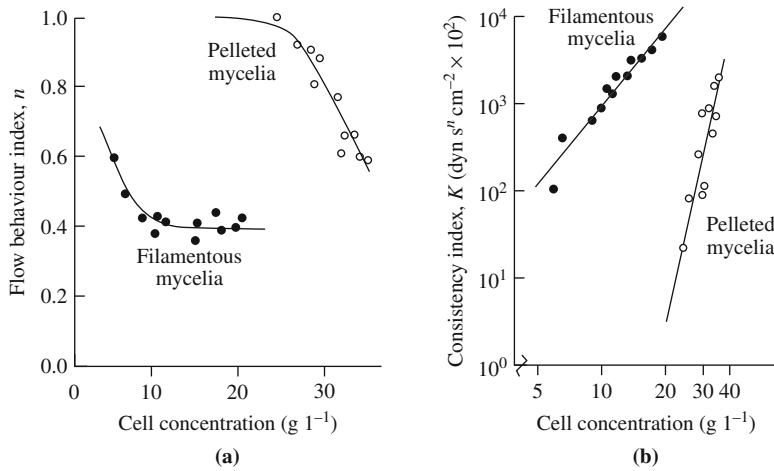 Flow behaviour index, n
1.0
0.8
0.6
0.4
0.2
0.0
0
10
20
30
Pelleted
mycelia
Filamentous
mycelia
Cell concentration (g 1⁻¹)
(a)
Consistency index, K (dyn sⁿ cm⁻² × 10²)
10⁴
10³
10²
10¹
10⁰
5
10
20
30
40
Filamentous
mycelia
Pelleted
mycelia
Cell concentration (g 1⁻¹)
(b)